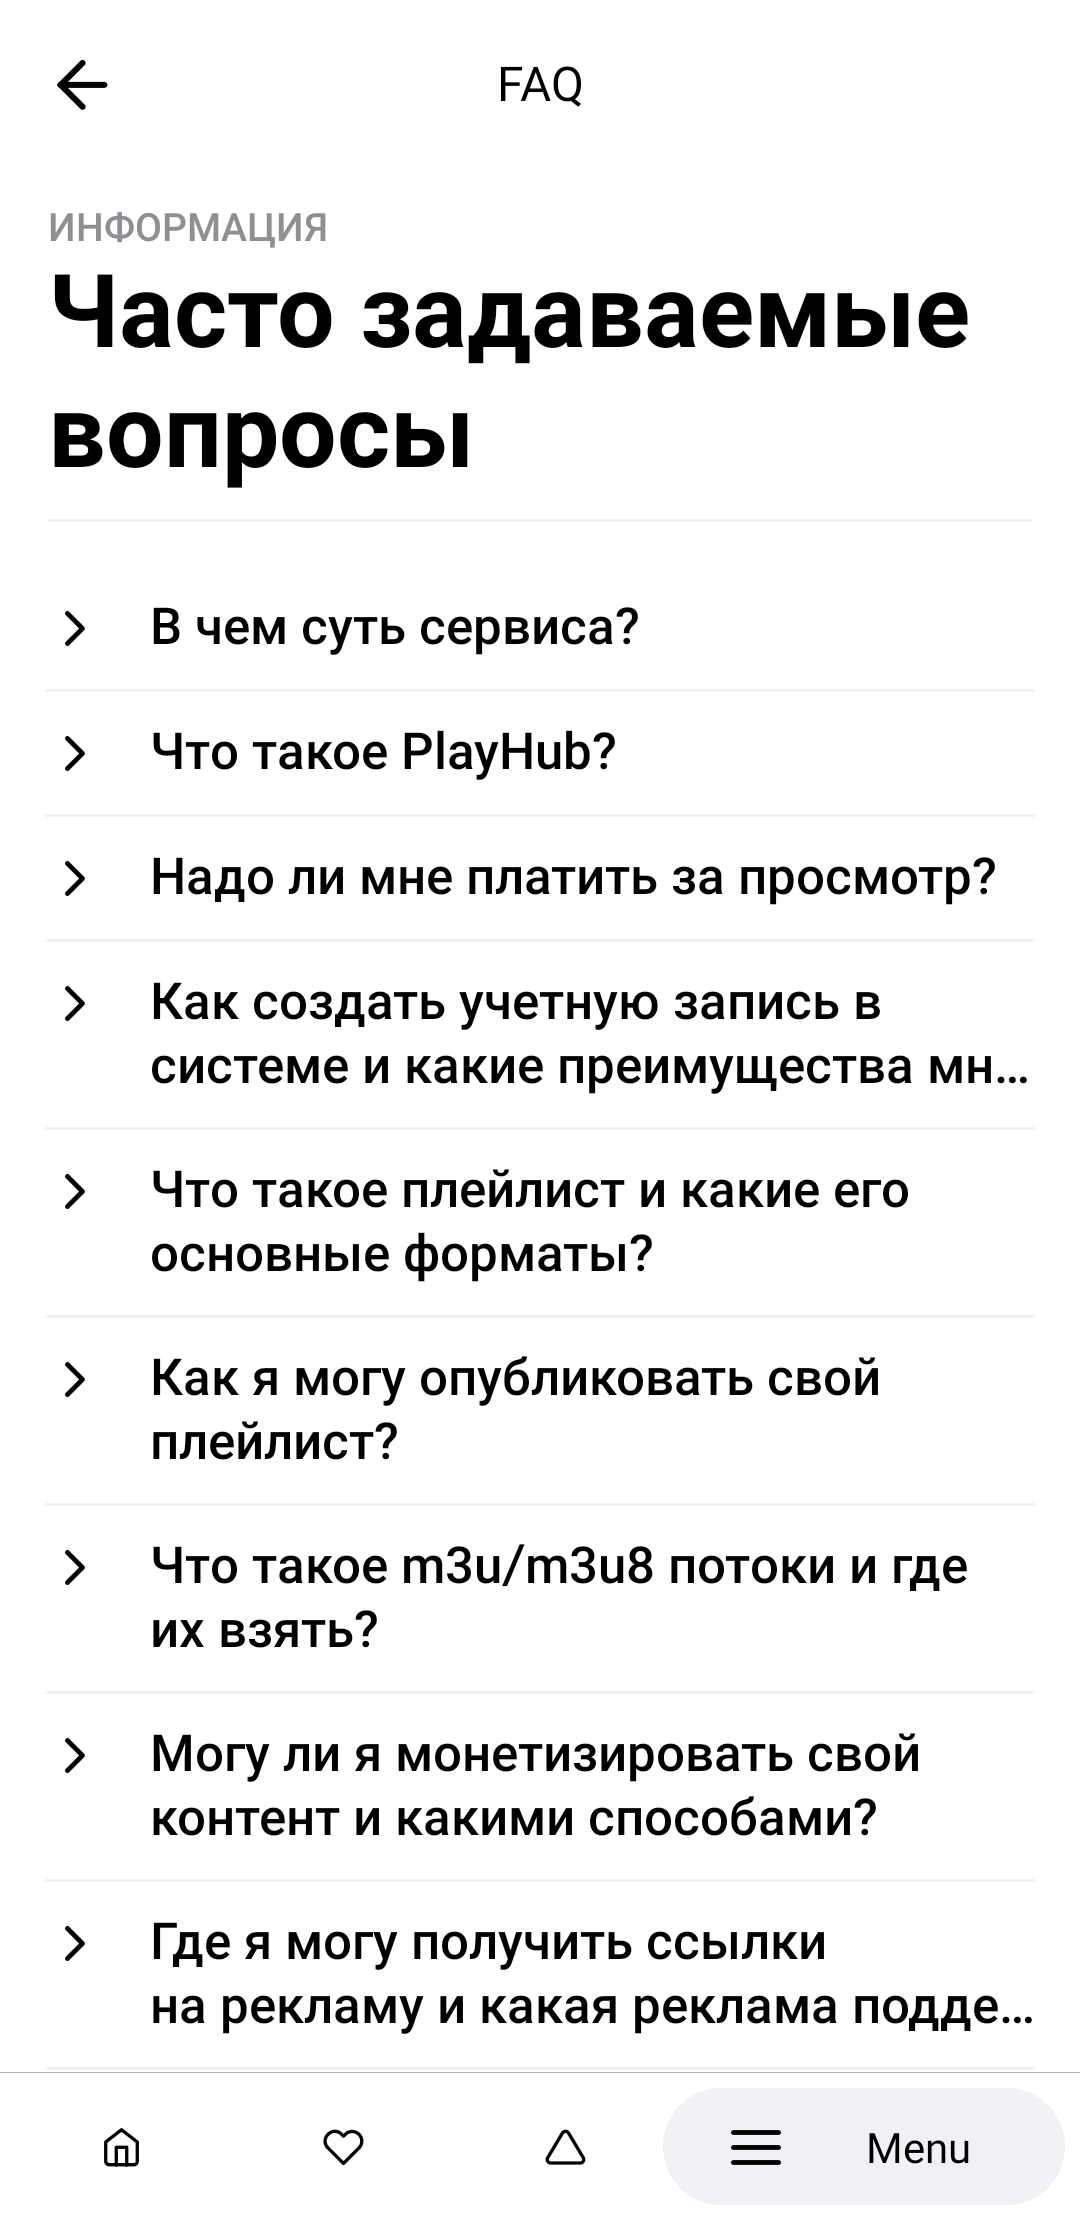 FAQ
ИНФОРМАЦИЯ
Часто задаваемые
вопросы
В чем суть сервиса?
Что такое PlayHub?
Надо ли мне платить за просмотр?
Как создать учетную запись в
системе и какие преимущества мн...
Что такое плейлист и какие его
основные форматы?
Как я могу опубликовать свой
плейлист?
Что такое m3u/m3u8 потоки и где
их взять?
Могу ли я монетизировать свой
контент и какими способами?
Где я могу получить ссылки
на рекламу и какая реклама подде...
Menu